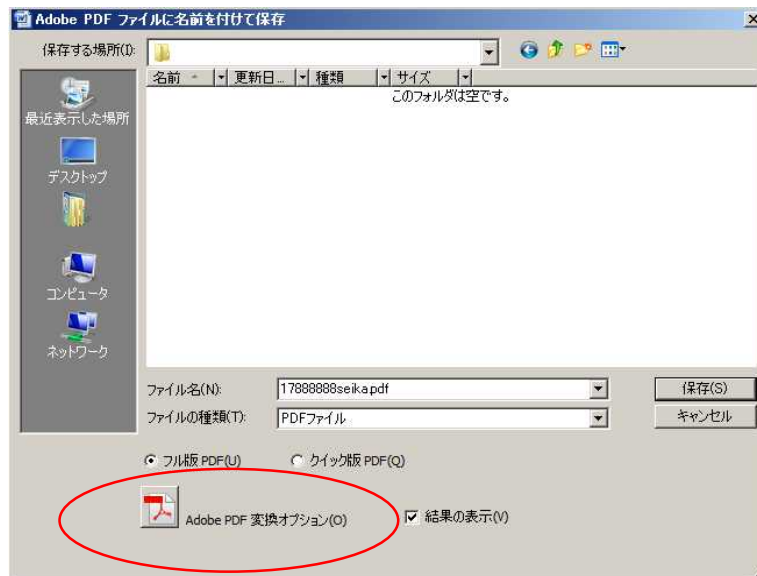 Adobe PDF ファイルに名前を付けて保存
保存する場所(I):
名前 更新日... 種類 サイズ
このフォルダは空です。
最近表示した場所
デスクトップ
コンピュータ
ネットワーク
ファイル名(N): 17888888seika.pdf 保存(S)
ファイルの種類(T): PDFファイル キャンセル
フル版 PDF(U) クイック版 PDF(Q)
Adobe PDF 変換オプション(O) 結果の表示(V)